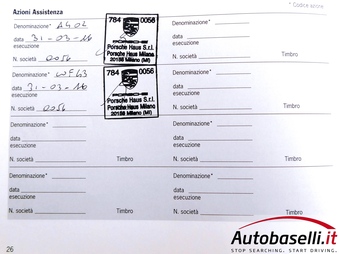 Azioni Assistenza
* Codice azione
Denominazione* A40L
data 31-03-16
esecuzione
N. società 0056
784 0056
PORSCHE
Porsche Haus S.r.l.
Porsche Haus Milano
20158 Milano (MI)
Denominazione*
data
esecuzione
N. società Timbro
Denominazione* WE43
data 31-03-16
esecuzione
N. società 0056
784 0056
PORSCHE
Porsche Haus S.r.l.
Porsche Haus Milano
20158 Milano (MI)
Denominazione*
data
esecuzione
N. società Timbro
Denominazione*
data
esecuzione
N. società Timbro
Denominazione*
data
esecuzione
N. società Timbro
Denominazione*
data
esecuzione
N. società Timbro
Denominazione*
data
esecuzione
N. società
26
Autobaselli.it
STOP SEARCHING. START DRIVING.